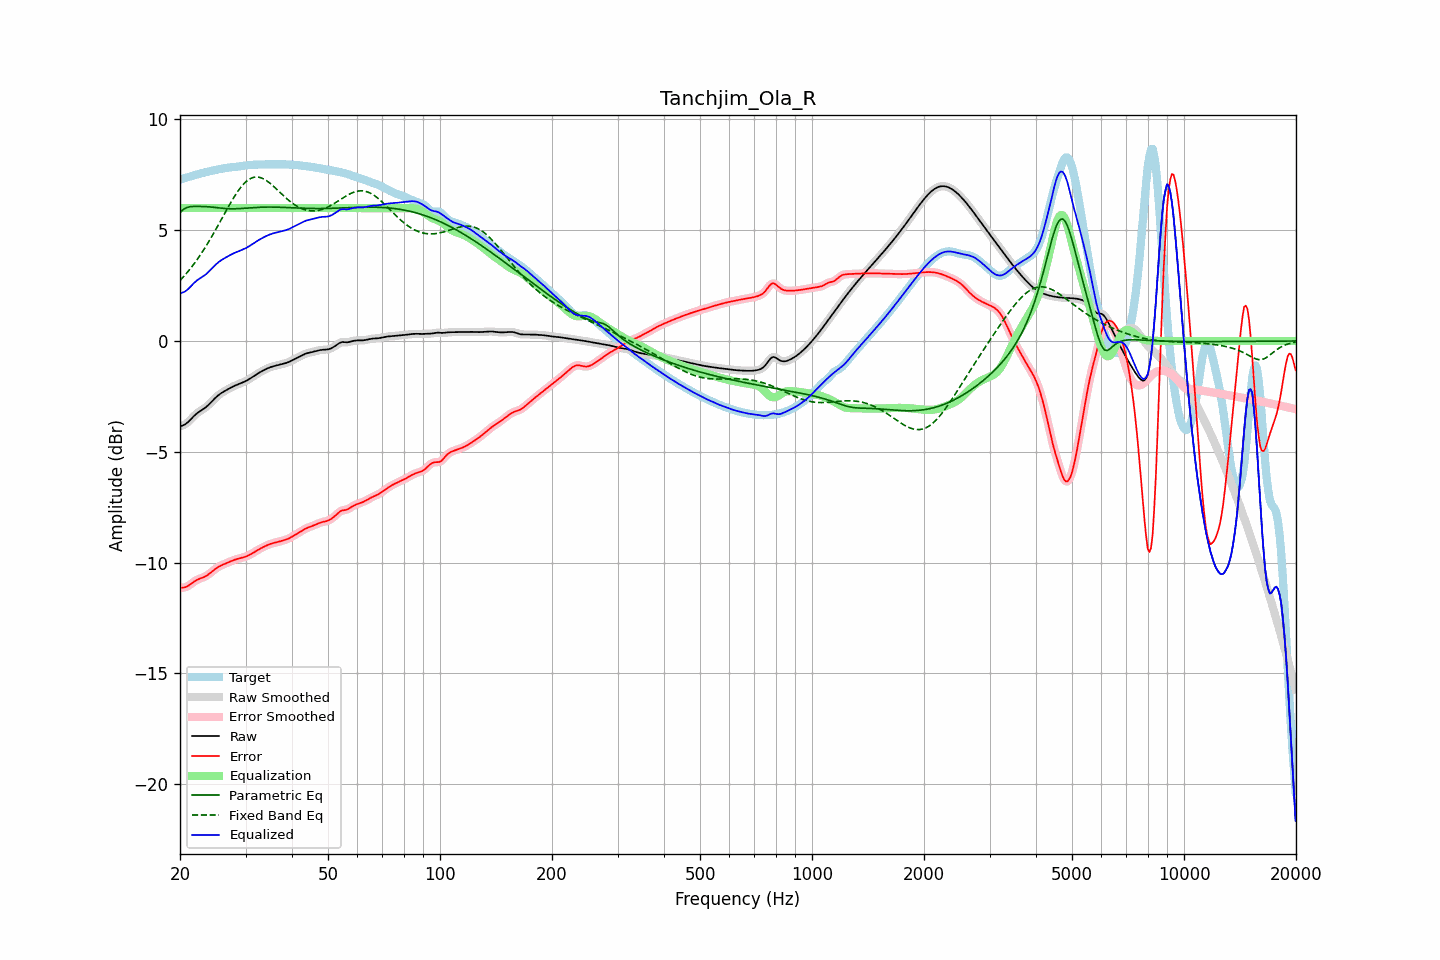 Tanchjim_Ola_R
10
5
0
−5
−10
−15
−20
Amplitude (dBr)
20
50
100
200
500
1000
2000
5000
10000
20000
Frequency (Hz)
Target
Raw Smoothed
Error Smoothed
Raw
Error
Equalization
Parametric Eq
Fixed Band Eq
Equalized